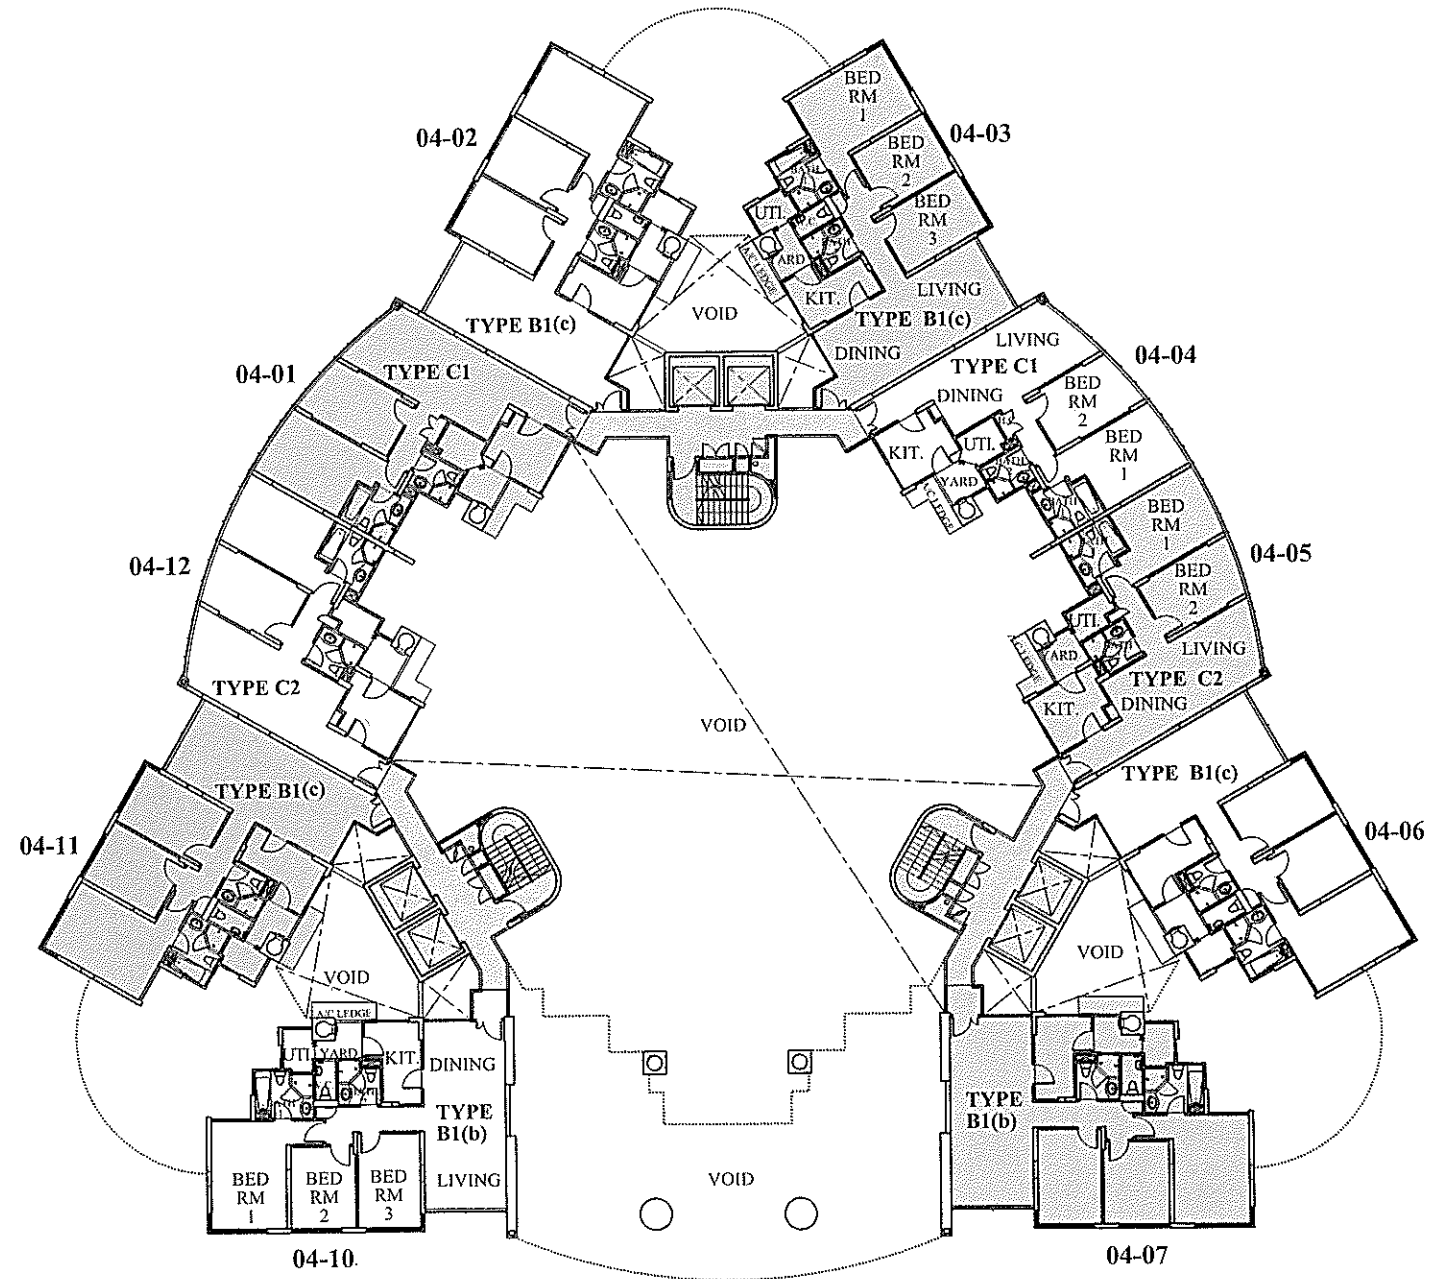 04-02
04-03
BED
RM
1
BED
RM
2
BED
RM
3
BATH
UTI.
A/C LEDGE
KIT.
LIVING
VOID
TYPE B1(c)
TYPE B1(c)
DINING
04-01
TYPE C1
LIVING
TYPE C1
DINING
04-04
BED
RM
2
BED
RM
1
KIT.
UTI.
YARD
A/C LEDGE
BATH
04-12
BED
RM
1
BED
RM
2
04-05
UTI.
LIVING
TYPE C2
TYPE C2
KIT.
DINING
VOID
TYPE B1(c)
TYPE B1(c)
04-11
04-06
VOID
VOID
A/C LEDGE
UTI.
YARD
KIT.
DINING
TYPE
B1(b)
LIVING
BED
RM
1
BED
RM
2
BED
RM
3
TYPE
B1(b)
VOID
04-10.
04-07